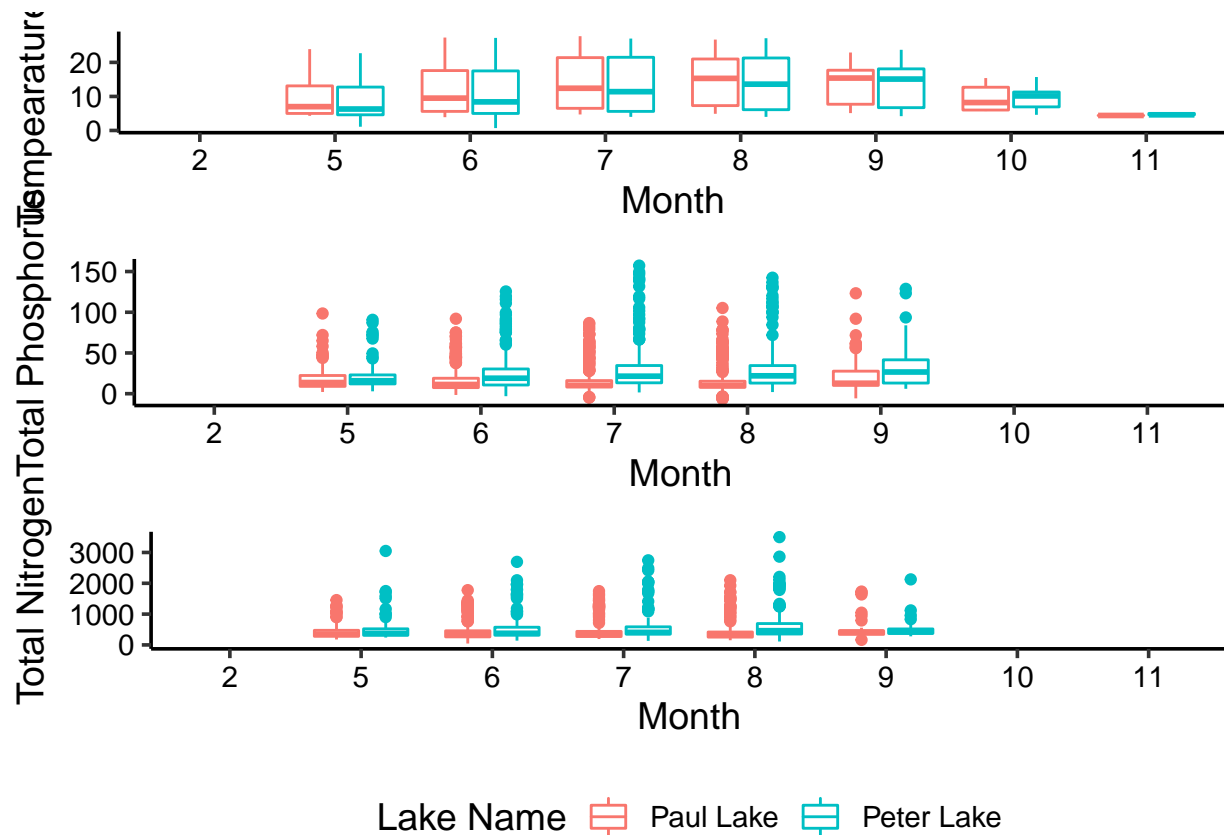 Temperature
20
10
0
2 5 6 7 8 9 10 11
Month
Total Phosphorus
150
100
50
0
2 5 6 7 8 9 10 11
Month
Total Nitrogen
3000
2000
1000
0
2 5 6 7 8 9 10 11
Month
Lake Name Paul Lake Peter Lake